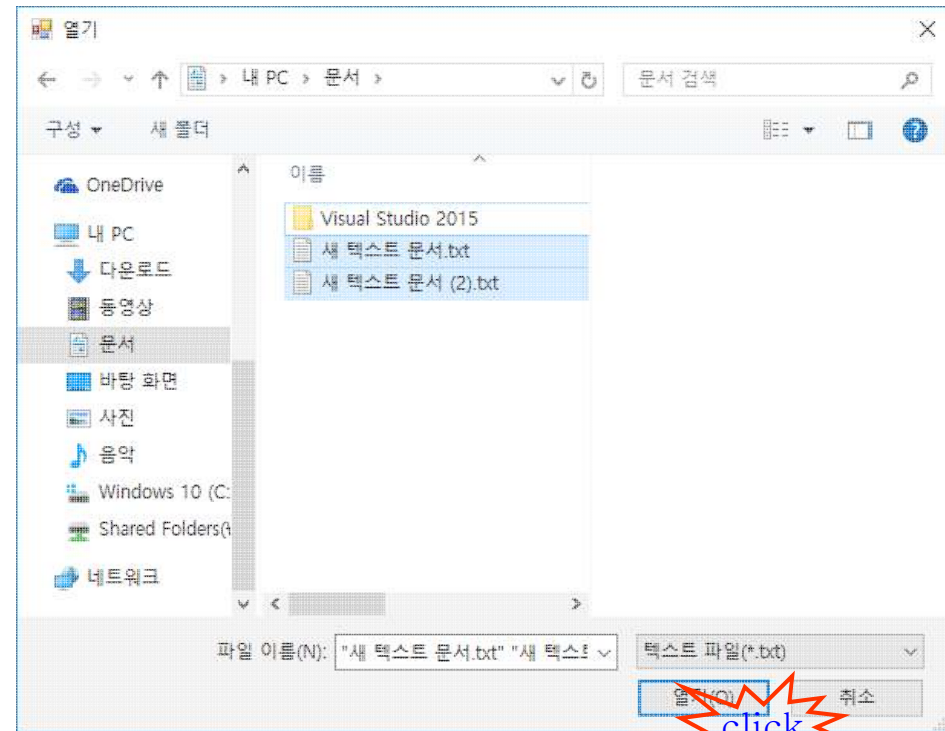 열기
내 PC > 문서 >
문서 검색
구성
새 폴더
OneDrive
내 PC
다운로드
동영상
문서
바탕 화면
사진
음악
Windows 10 (C:
Shared Folders(
네트워크
이름
Visual Studio 2015
새 텍스트 문서.txt
새 텍스트 문서 (2).txt
파일 이름(N): "새 텍스트 문서.txt" "새 텍스트
텍스트 파일(*.txt)
열기(O)
취소
click